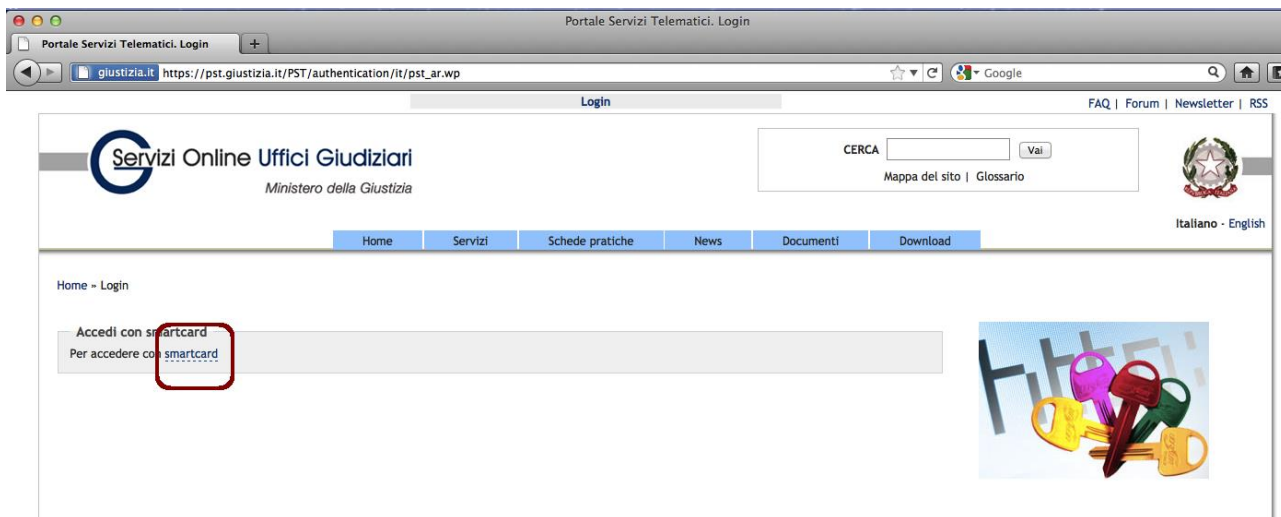 Portale Servizi Telematici. Login
Portale Servizi Telematici. Login +
giustizia.it https://pst.giustizia.it/PST/authentication/it/pst_ar.wp Google
Login FAQ | Forum | Newsletter | RSS
Servizi Online Uffici Giudiziari
Ministero della Giustizia
CERCA Vai
Mappa del sito | Glossario
Italiano - English
Home Servizi Schede pratiche News Documenti Download
Home » Login
Accedi con smartcard
Per accedere con smartcard